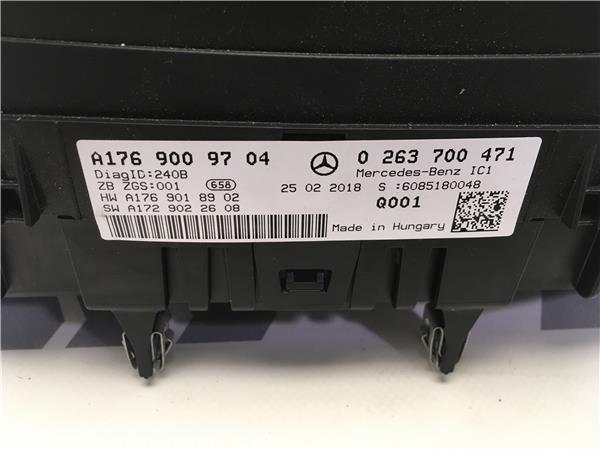 A176 900 97 04
DiagID:240B
ZB ZGS:001 658
HW A176 901 89 02
SW A172 902 26 08
0 263 700 471
Mercedes-Benz IC1
25 02 2018 S :6085180048
Q001
Made in Hungary